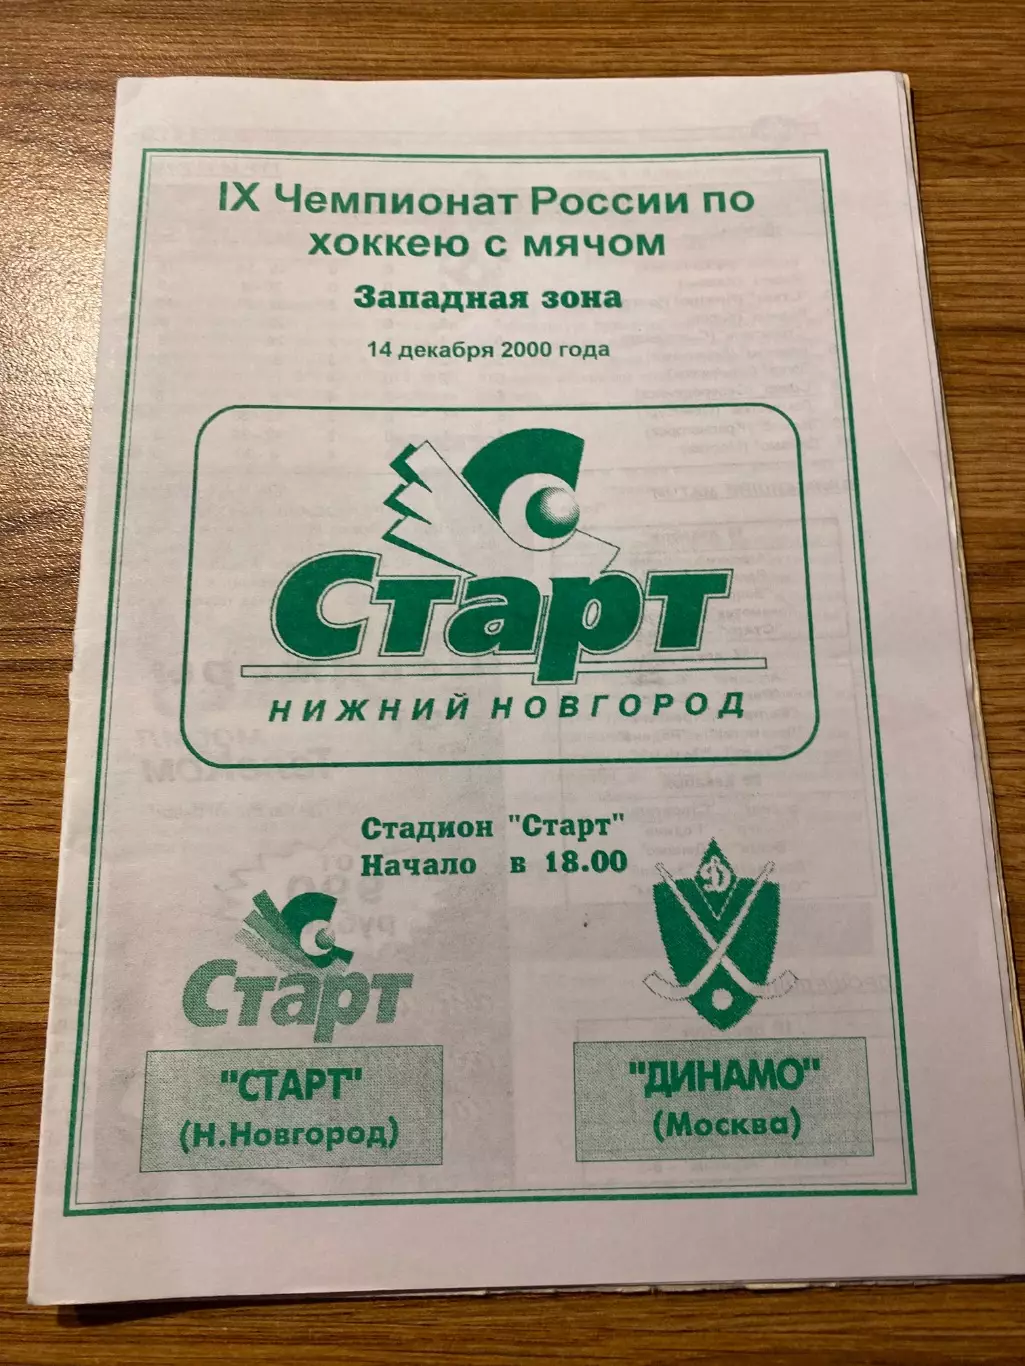 IX Чемпионат России по
хоккею с мячом
Западная зона
14 декабря 2000 года
Старт
НИЖНИЙ НОВГОРОД
Стадион "Старт"
Начало в 18.00
Старт
Д
"СТАРТ"
(Н.Новгород)
"ДИНАМО"
(Москва)